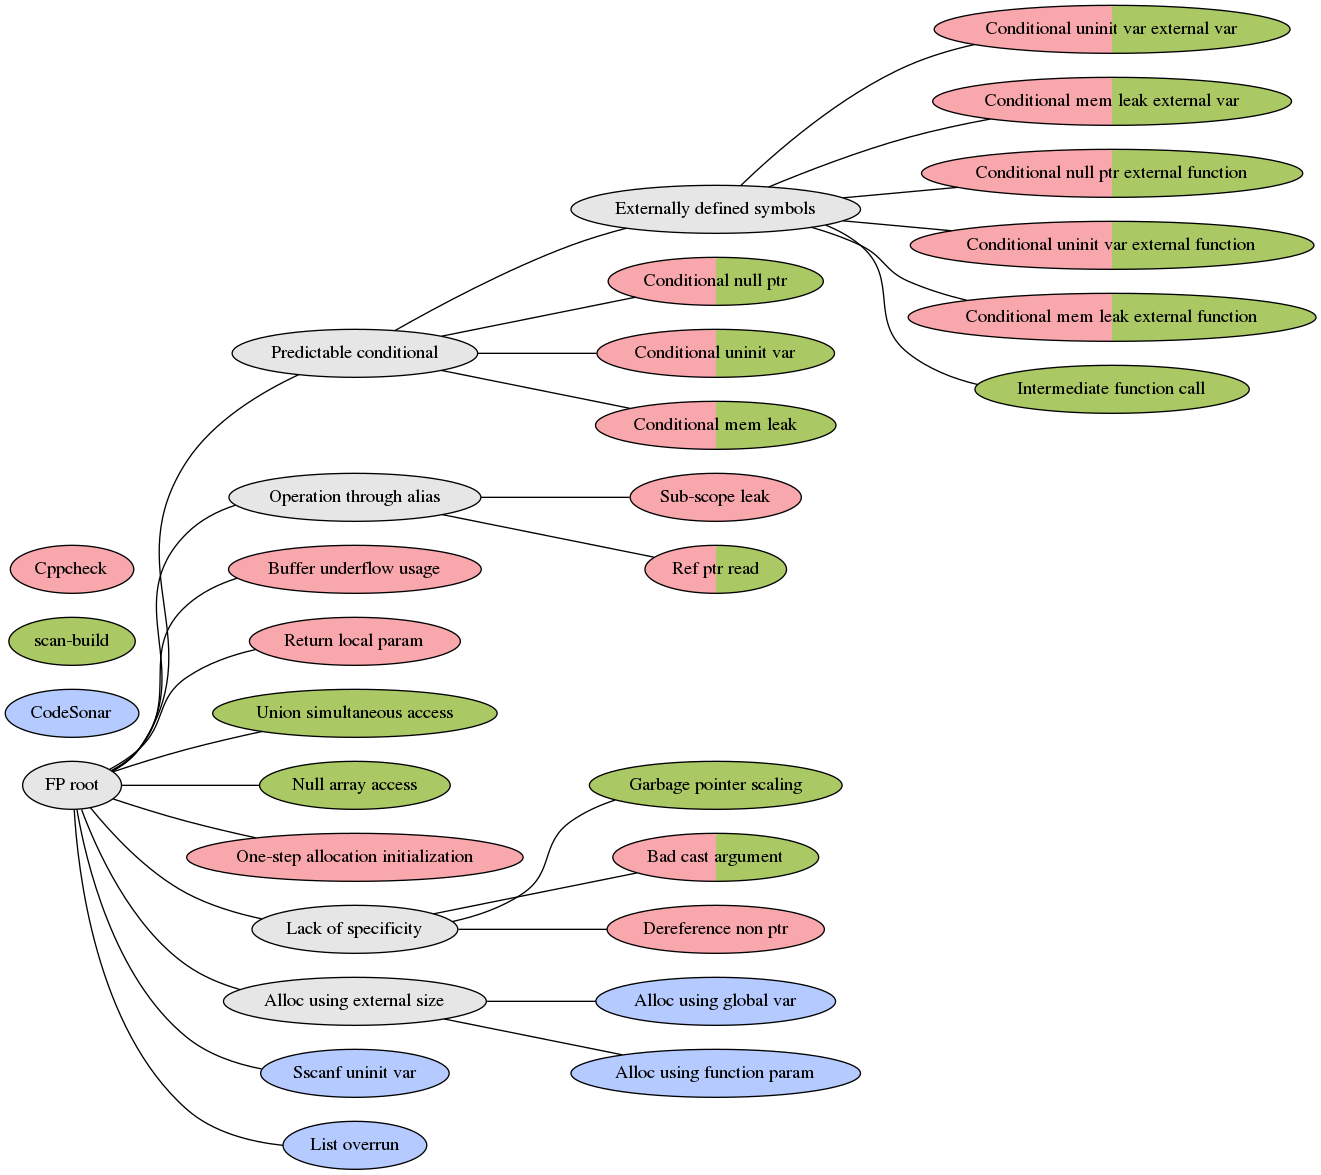 Conditional uninit var external var
Conditional mem leak external var
Conditional null ptr external function
Externally defined symbols
Conditional uninit var external function
Conditional null ptr
Conditional mem leak external function
Predictable conditional
Conditional uninit var
Intermediate function call
Conditional mem leak
Operation through alias
Sub-scope leak
Cppcheck
Buffer underflow usage
Ref ptr read
scan-build
Return local param
CodeSonar
Union simultaneous access
FP root
Null array access
Garbage pointer scaling
One-step allocation initialization
Bad cast argument
Lack of specificity
Dereference non ptr
Alloc using external size
Alloc using global var
Sscanf uninit var
Alloc using function param
List overrun